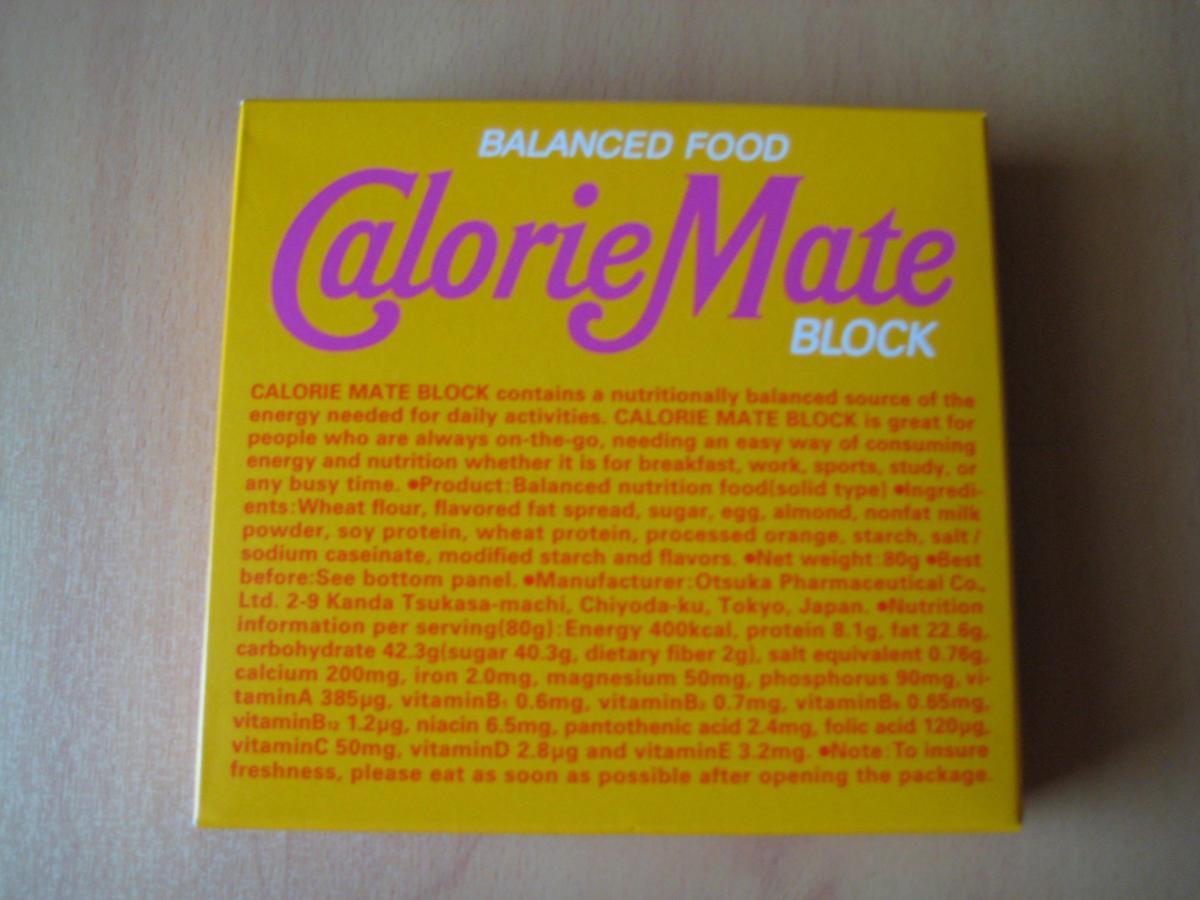 BALANCED FOOD
CalorieMate
BLOCK
CALORIE MATE BLOCK contains a nutritionally balanced source of the
energy needed for daily activities. CALORIE MATE BLOCK is great for
people who are always on-the-go, needing an easy way of consuming
energy and nutrition whether it is for breakfast, work, sports, study, or
any busy time. ●Product:Balanced nutrition food(solid type) ●Ingredi-
ents:Wheat flour, flavored fat spread, sugar, egg, almond, nonfat milk
powder, soy protein, wheat protein, processed orange, starch, salt/
sodium caseinate, modified starch and flavors. ●Net weight:80g ●Best
before:See bottom panel. ●Manufacturer:Otsuka Pharmaceutical Co.,
Ltd. 2-9 Kanda Tsukasa-machi, Chiyoda-ku, Tokyo, Japan. ●Nutrition
information per serving(80g):Energy 400kcal, protein 8.1g, fat 22.6g,
carbohydrate 42.3g(sugar 40.3g, dietary fiber 2g), salt equivalent 0.76g,
calcium 200mg, iron 2.0mg, magnesium 50mg, phosphorus 90mg, vi-
taminA 385μg, vitaminB₁ 0.6mg, vitaminB₂ 0.7mg, vitaminB₆ 0.65mg,
vitaminB₁₂ 1.2μg, niacin 6.5mg, pantothenic acid 2.4mg, folic acid 120μg,
vitaminC 50mg, vitaminD 2.8μg and vitaminE 3.2mg. ●Note:To insure
freshness, please eat as soon as possible after opening the package.